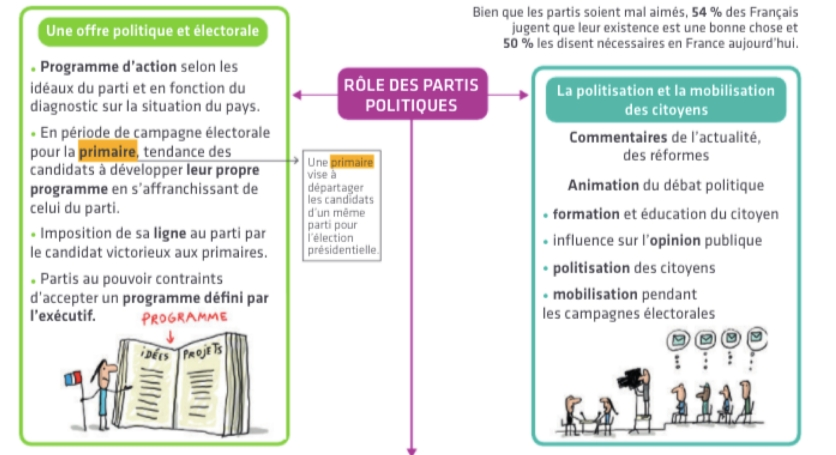 Bien que les partis soient mal aimés, 54 % des Français
jugent que leur existence est une bonne chose et
50 % les disent nécessaires en France aujourd'hui.
RÔLE DES PARTIS
POLITIQUES
Une offre politique et électorale
• Programme d'action selon les
idéaux du parti et en fonction du
diagnostic sur la situation du pays.
• En période de campagne électorale
pour la primaire, tendance des
candidats à développer leur propre
programme en s'affranchissant de
celui du parti.
• Imposition de sa ligne au parti par
le candidat victorieux aux primaires.
• Partis au pouvoir contraints
d'accepter un programme défini par
l'exécutif.
PROGRAMME
iDÉES
PROJETS
Une primaire
vise à
départager
les candidats
d'un même
parti pour
l'élection
présidentielle.
La politisation et la mobilisation
des citoyens
Commentaires de l'actualité,
des réformes
Animation du débat politique
• formation et éducation du citoyen
• influence sur l'opinion publique
• politisation des citoyens
• mobilisation pendant
les campagnes électorales